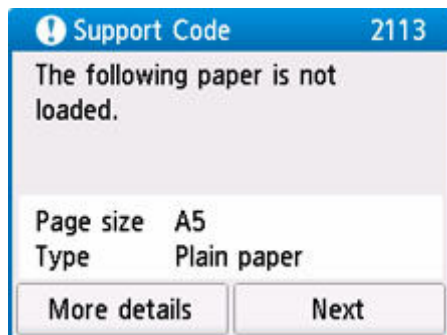 Support Code 2113
The following paper is not
loaded.
Page size A5
Type Plain paper
More details Next